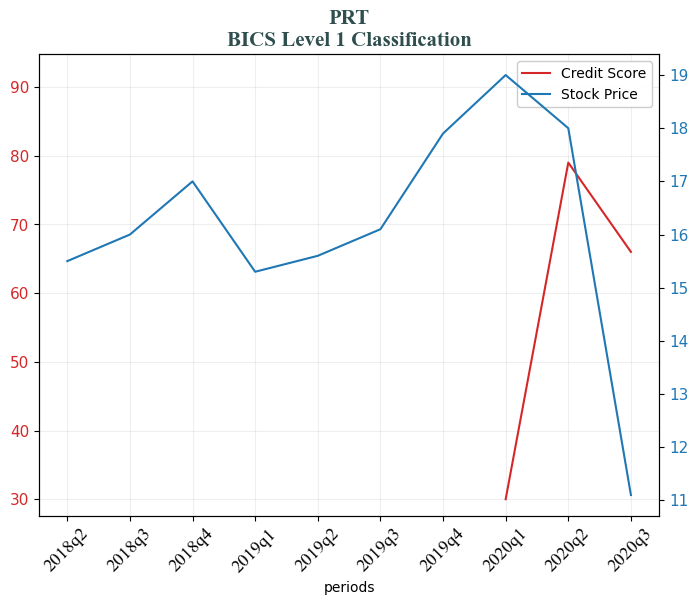 PRT
BICS Level 1 Classification
Credit Score
Stock Price
90
80
70
60
50
40
30
19
18
17
16
15
14
13
12
11
2018q2
2018q3
2018q4
2019q1
2019q2
2019q3
2019q4
2020q1
2020q2
2020q3
periods